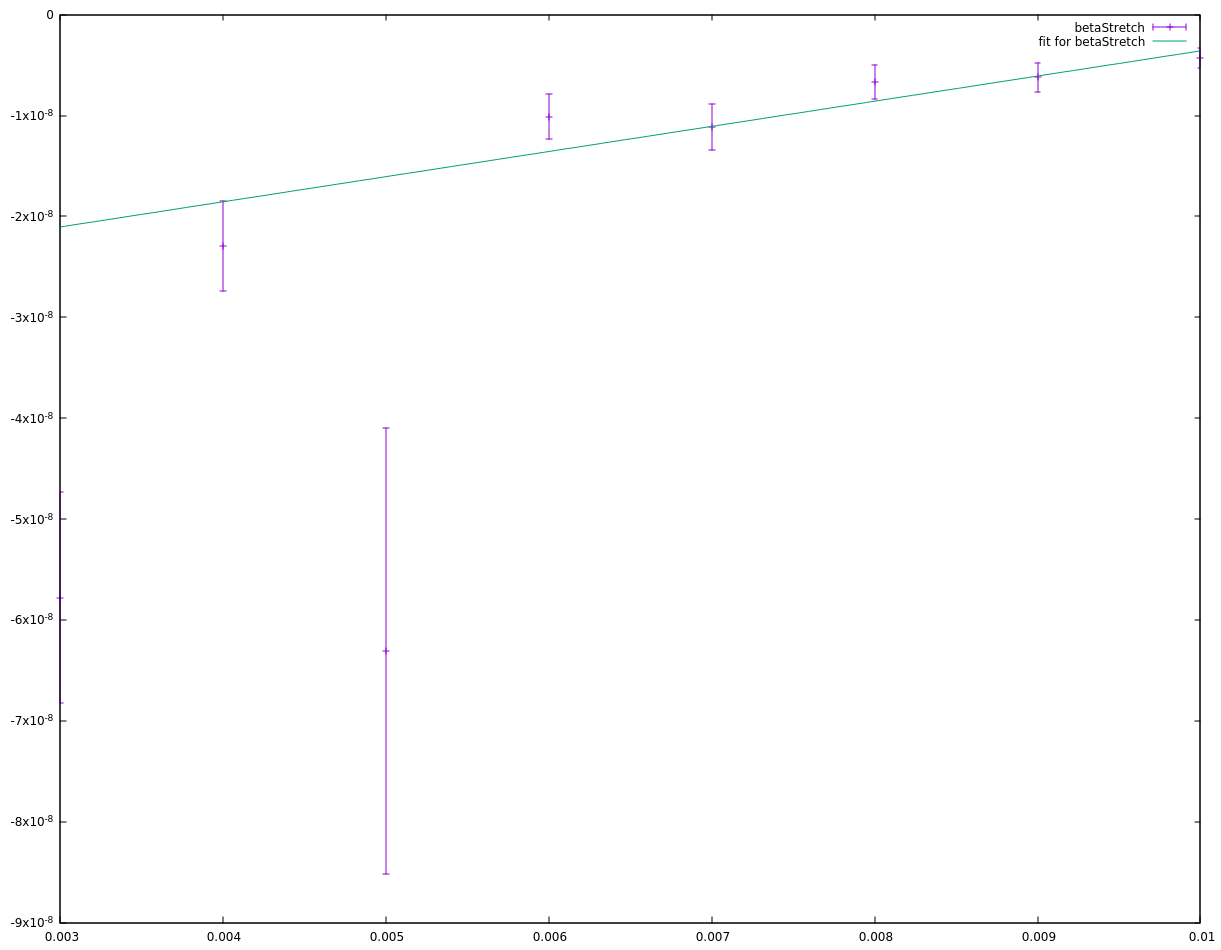 0
betaStretch
fit for betaStretch
-1x10⁻⁸
-2x10⁻⁸
-3x10⁻⁸
-4x10⁻⁸
-5x10⁻⁸
-6x10⁻⁸
-7x10⁻⁸
-8x10⁻⁸
-9x10⁻⁸
0.003 0.004 0.005 0.006 0.007 0.008 0.009 0.01